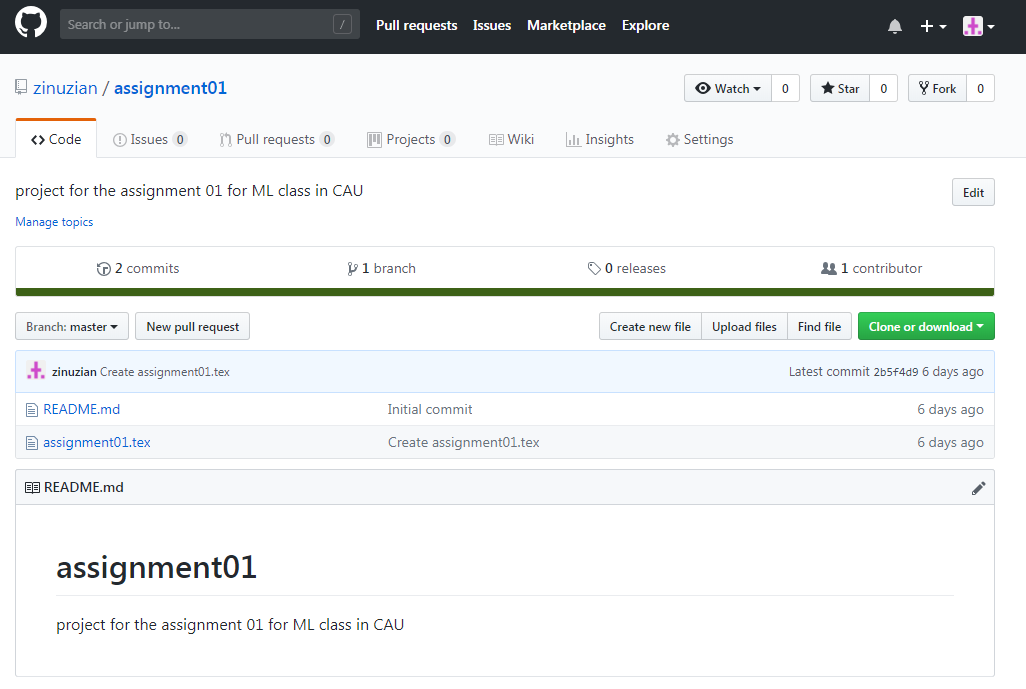 Search or jump to... / Pull requests Issues Marketplace Explore
zinuzian / assignment01 Watch 0 Star 0 Fork 0
Code Issues 0 Pull requests 0 Projects 0 Wiki Insights Settings
project for the assignment 01 for ML class in CAU Edit
Manage topics
2 commits 1 branch 0 releases 1 contributor
Branch: master New pull request Create new file Upload files Find file Clone or download
zinuzian Create assignment01.tex Latest commit 2b5f4d9 6 days ago
README.md Initial commit 6 days ago
assignment01.tex Create assignment01.tex 6 days ago
README.md
assignment01
project for the assignment 01 for ML class in CAU